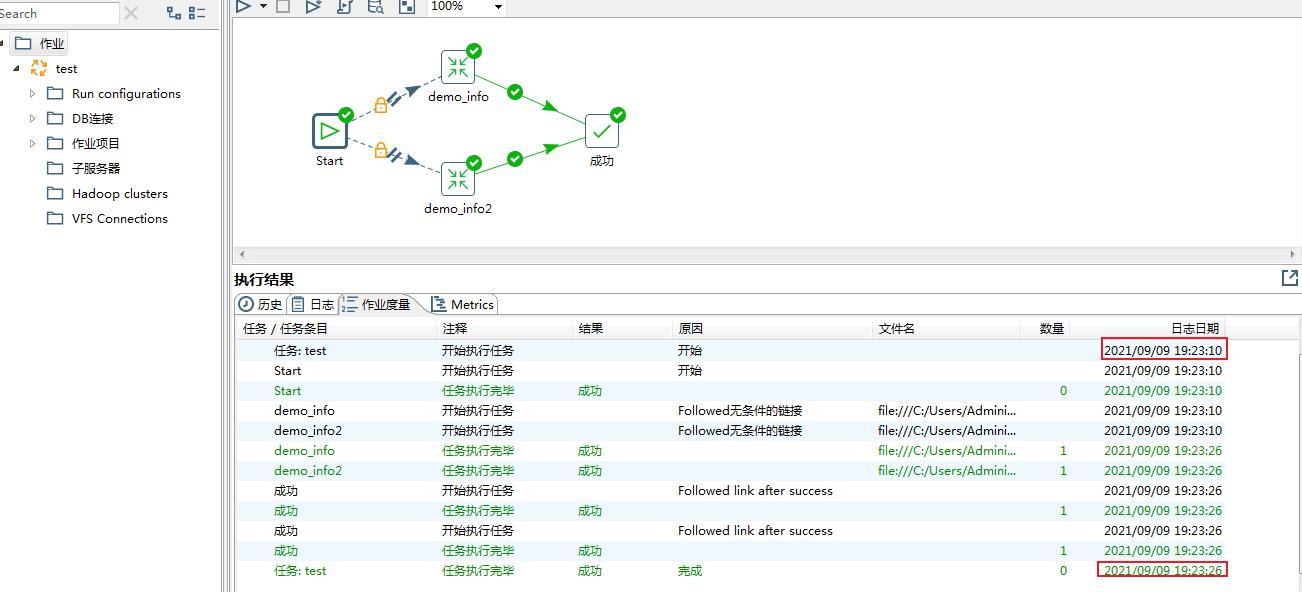 Search
100%
作业
test
Run configurations
DB连接
作业项目
子服务器
Hadoop clusters
VFS Connections
demo_info
Start
成功
demo_info2
执行结果
历史 日志 作业度量 Metrics
任务 / 任务条目 注释 结果 原因 文件名 数量 日志日期
任务: test 开始执行任务 开始 2021/09/09 19:23:10
Start 开始执行任务 开始 2021/09/09 19:23:10
Start 任务执行完毕 成功 0 2021/09/09 19:23:10
demo_info 开始执行任务 Followed无条件的链接 file:///C:/Users/Admini... 2021/09/09 19:23:10
demo_info2 开始执行任务 Followed无条件的链接 file:///C:/Users/Admini... 2021/09/09 19:23:10
demo_info 任务执行完毕 成功 file:///C:/Users/Admini... 1 2021/09/09 19:23:26
demo_info2 任务执行完毕 成功 file:///C:/Users/Admini... 1 2021/09/09 19:23:26
成功 开始执行任务 Followed link after success 2021/09/09 19:23:26
成功 任务执行完毕 成功 1 2021/09/09 19:23:26
成功 开始执行任务 Followed link after success 2021/09/09 19:23:26
成功 任务执行完毕 成功 1 2021/09/09 19:23:26
任务: test 任务执行完毕 成功 完成 0 2021/09/09 19:23:26